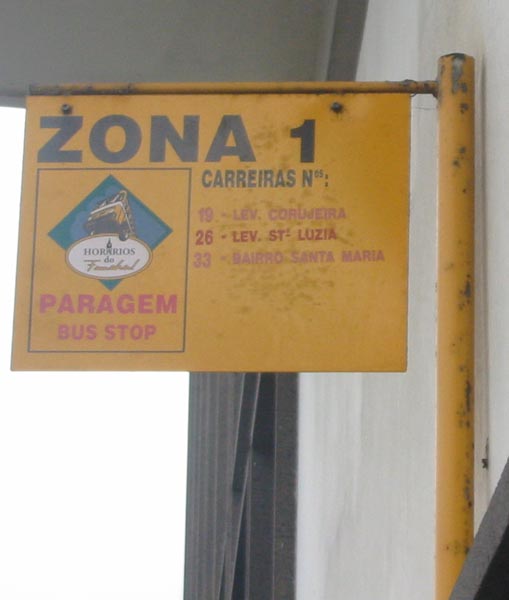 ZONA 1
CARREIRAS Nºs:
19 - LEV. CORUJEIRA
26 - LEV. STª LUZIA
33 - BAIRRO SANTA MARIA
HORÁRIOS
do
Funchal
PARAGEM
BUS STOP